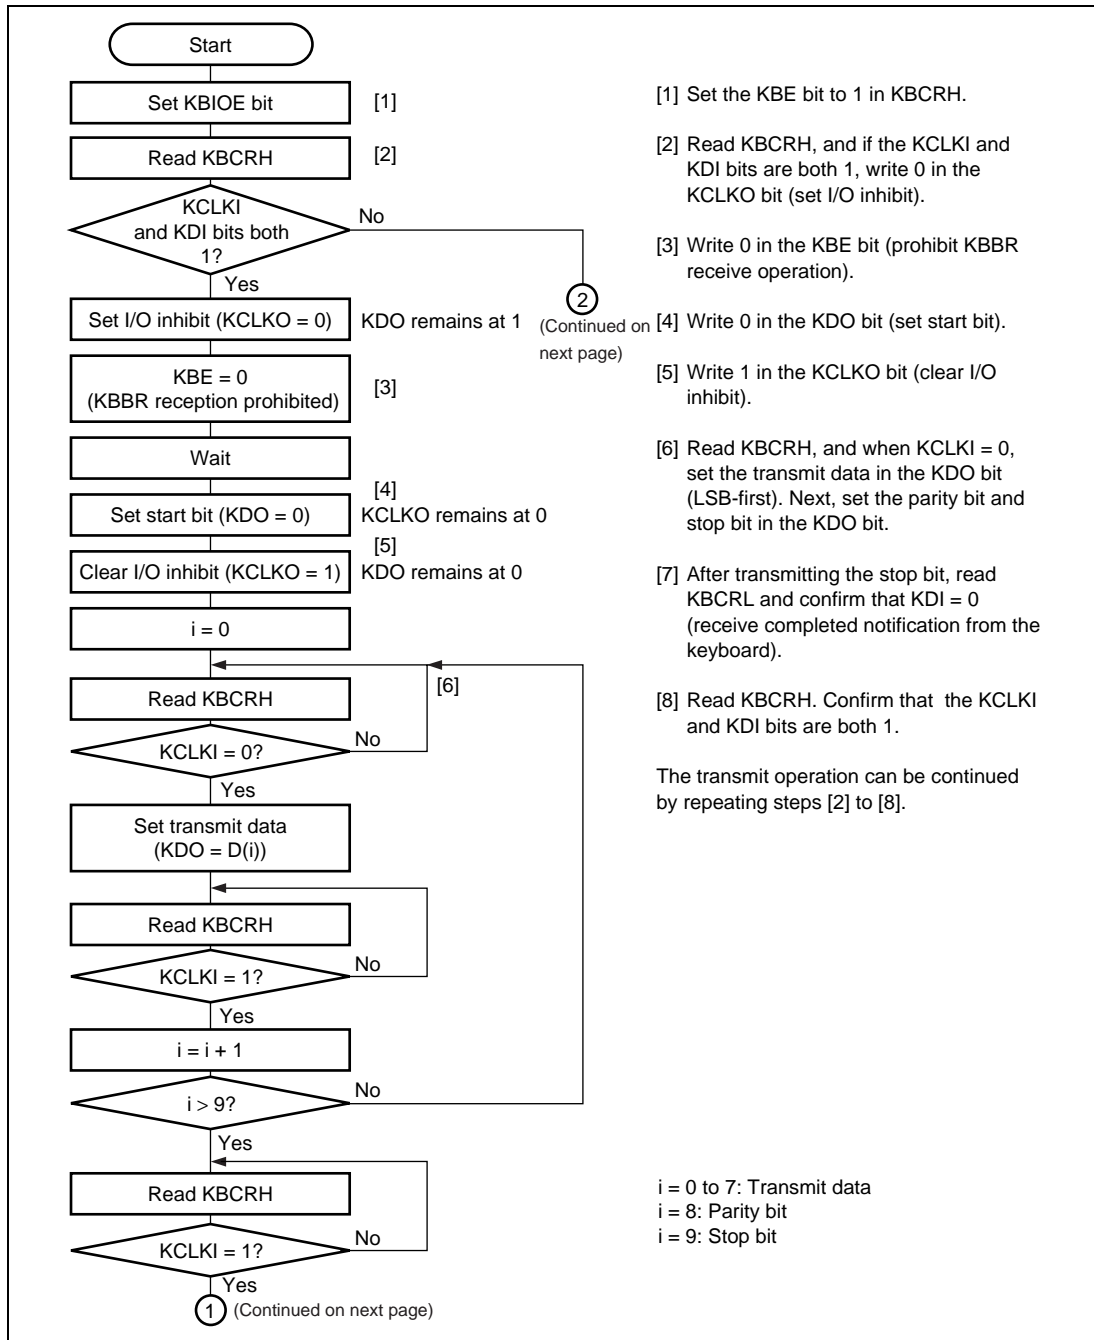 Start
Set KBIOE bit
[1]
Read KBCRH
[2]
KCLKI
and KDI bits both
1?
No
Yes
2
(Continued on
next page)
Set I/O inhibit (KCLKO = 0)
KDO remains at 1
KBE = 0
(KBBR reception prohibited)
[3]
Wait
[4]
Set start bit (KDO = 0)
KCLKO remains at 0
[5]
Clear I/O inhibit (KCLKO = 1)
KDO remains at 0
i = 0
[6]
Read KBCRH
KCLKI = 0?
No
Yes
Set transmit data
(KDO = D(i))
Read KBCRH
KCLKI = 1?
No
Yes
i = i + 1
i > 9?
No
Yes
Read KBCRH
KCLKI = 1?
No
Yes
1
(Continued on next page)
[1] Set the KBE bit to 1 in KBCRH.
[2] Read KBCRH, and if the KCLKI and
KDI bits are both 1, write 0 in the
KCLKO bit (set I/O inhibit).
[3] Write 0 in the KBE bit (prohibit KBBR
receive operation).
[4] Write 0 in the KDO bit (set start bit).
[5] Write 1 in the KCLKO bit (clear I/O
inhibit).
[6] Read KBCRH, and when KCLKI = 0,
set the transmit data in the KDO bit
(LSB-first). Next, set the parity bit and
stop bit in the KDO bit.
[7] After transmitting the stop bit, read
KBCRL and confirm that KDI = 0
(receive completed notification from the
keyboard).
[8] Read KBCRH. Confirm that the KCLKI
and KDI bits are both 1.
The transmit operation can be continued
by repeating steps [2] to [8].
i = 0 to 7: Transmit data
i = 8: Parity bit
i = 9: Stop bit